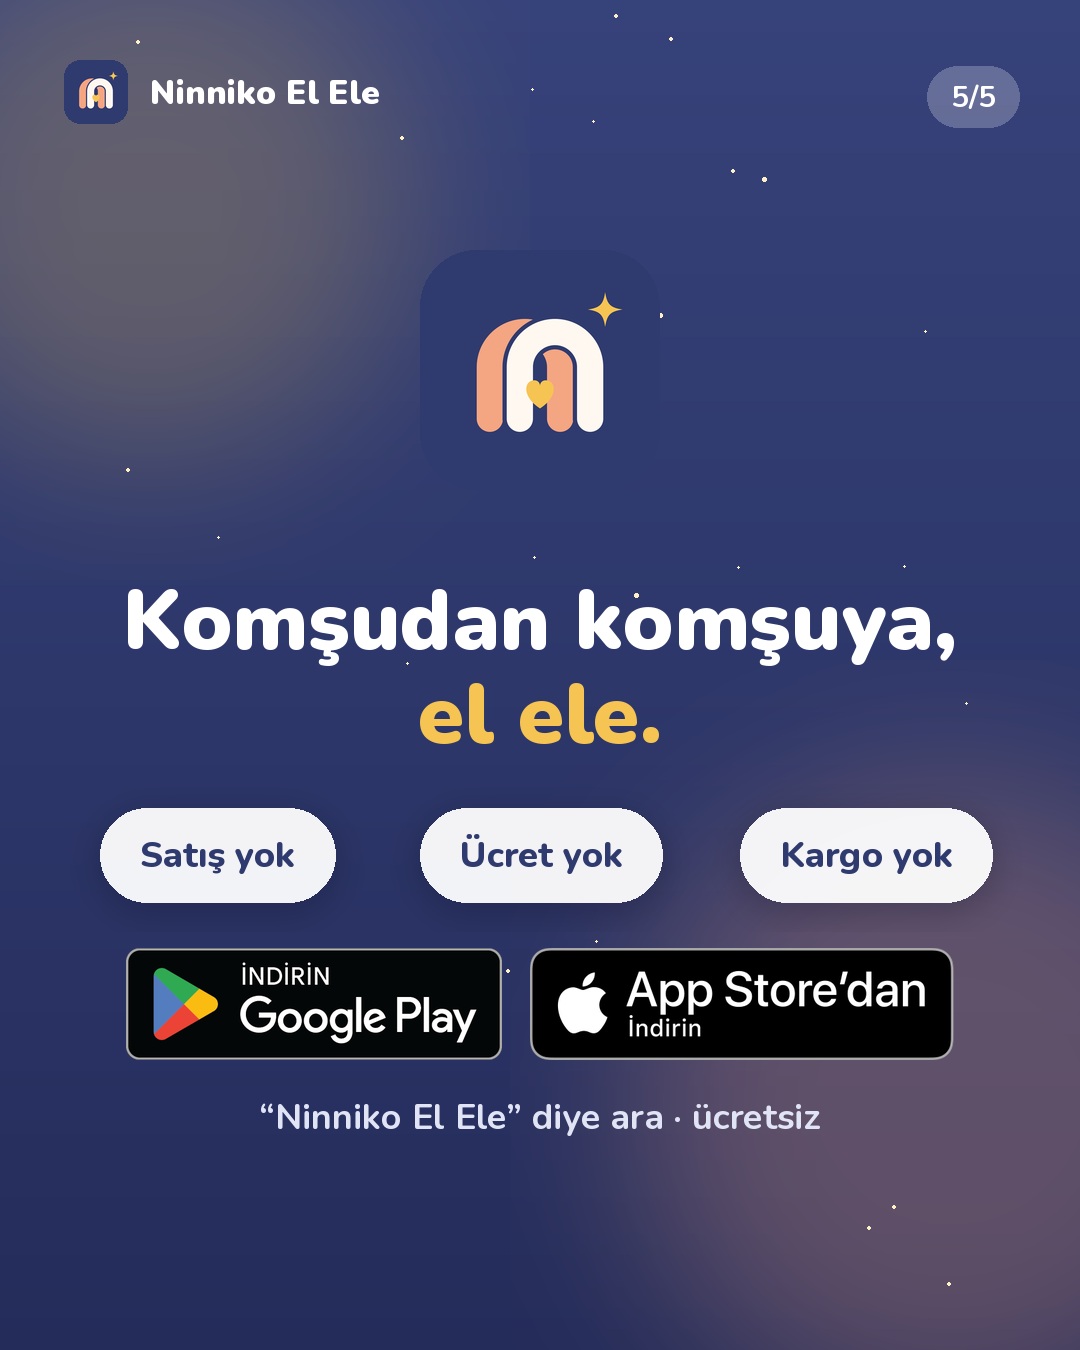 Ninniko El Ele
5/5
Komşudan komşuya,
el ele.
Satış yok
Ücret yok
Kargo yok
İNDİRİN
Google Play
App Store’dan
İndirin
“Ninniko El Ele” diye ara · ücretsiz